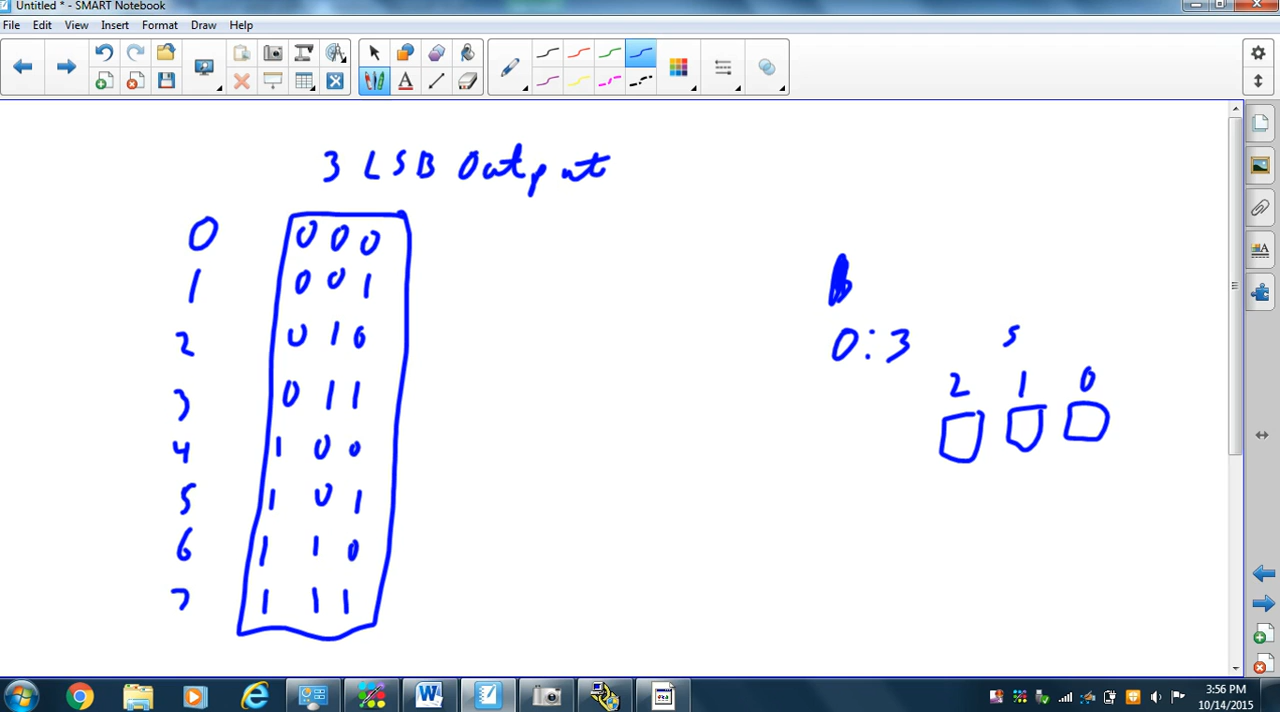 Untitled * - SMART Notebook
File Edit View Insert Format Draw Help
3 LSB Output
0 000
1 001
2 010
3 011
4 100
5 101
6 110
7 111
0:3
s
2 1 0
3:56 PM
10/14/2015